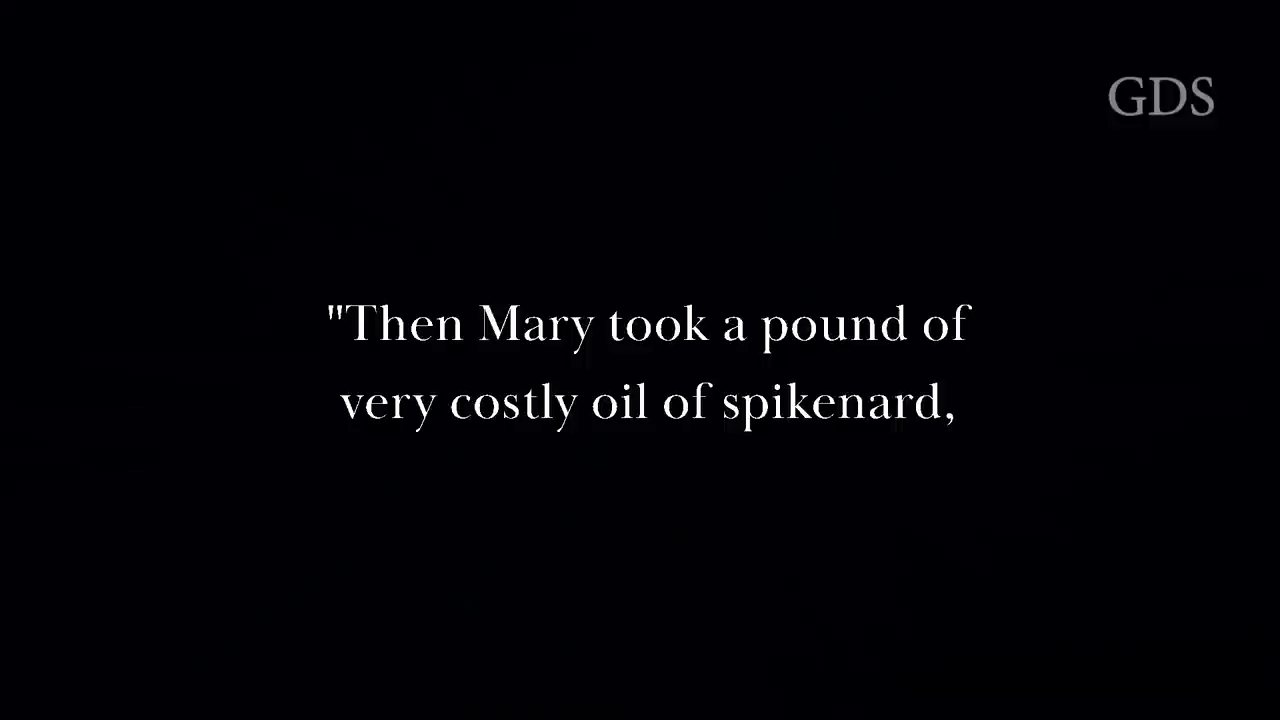 GDS
"Then Mary took a pound of
very costly oil of spikenard,